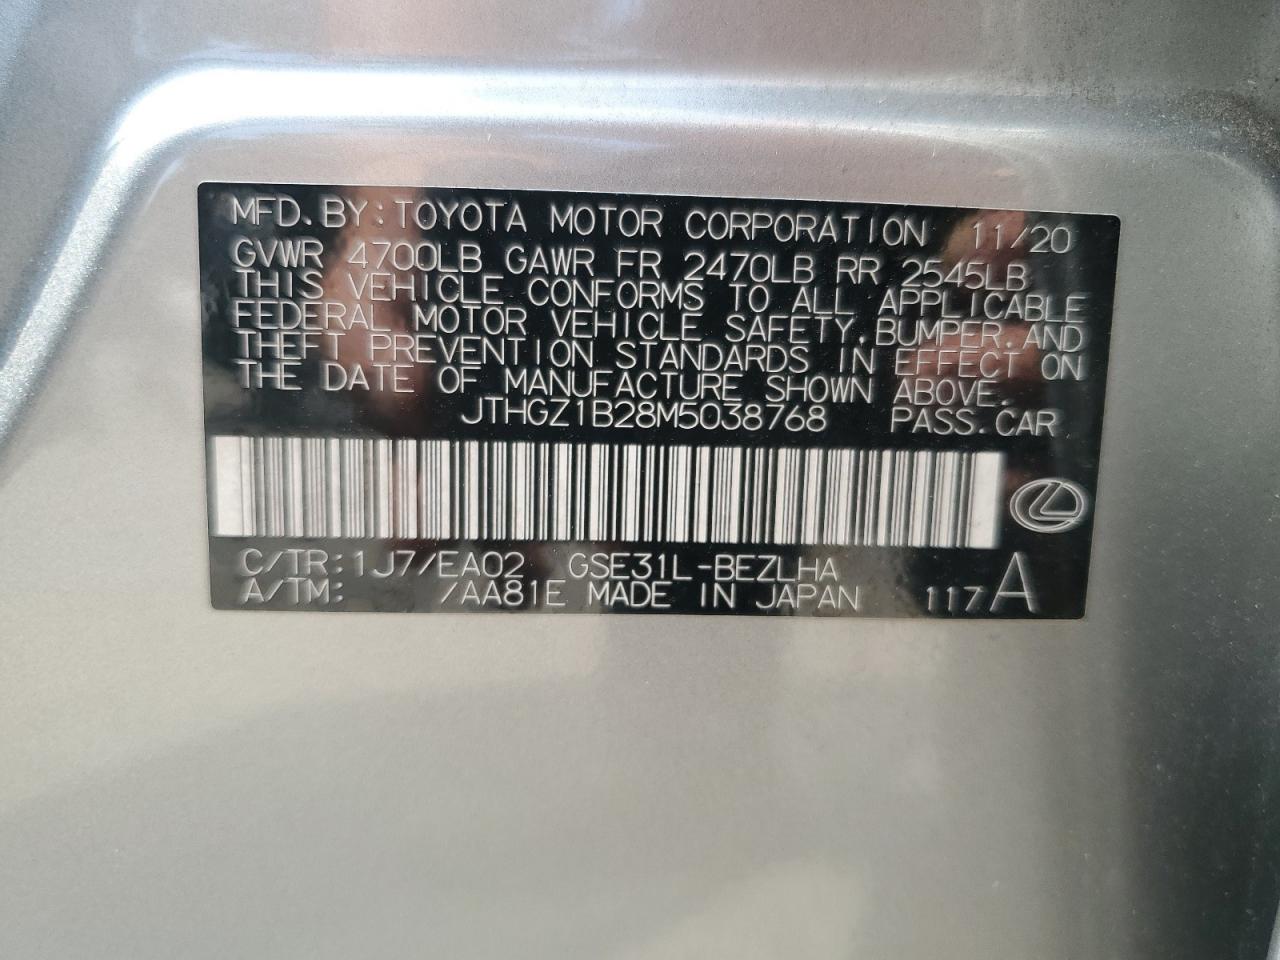 MFD.BY:TOYOTA MOTOR CORPORATION 11/20
GVWR 4700LB GAWR FR 2470LB RR 2545LB
THIS VEHICLE CONFORMS TO ALL APPLICABLE
FEDERAL MOTOR VEHICLE SAFETY,BUMPER,AND
THEFT PREVENTION STANDARDS IN EFFECT ON
THE DATE OF MANUFACTURE SHOWN ABOVE.
JTHGZ1B28M5038768 PASS.CAR
C/TR:1J7/EA02 GSE31L-BEZLHA
A/TM: /AA81E MADE IN JAPAN 117A